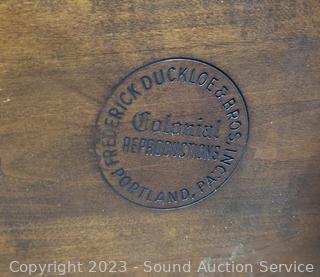 FREDERICK DUCKLOE & BROS. INC.
Colonial
REPRODUCTIONS
PORTLAND, PA.
Copyright 2023 - Sound Auction Service